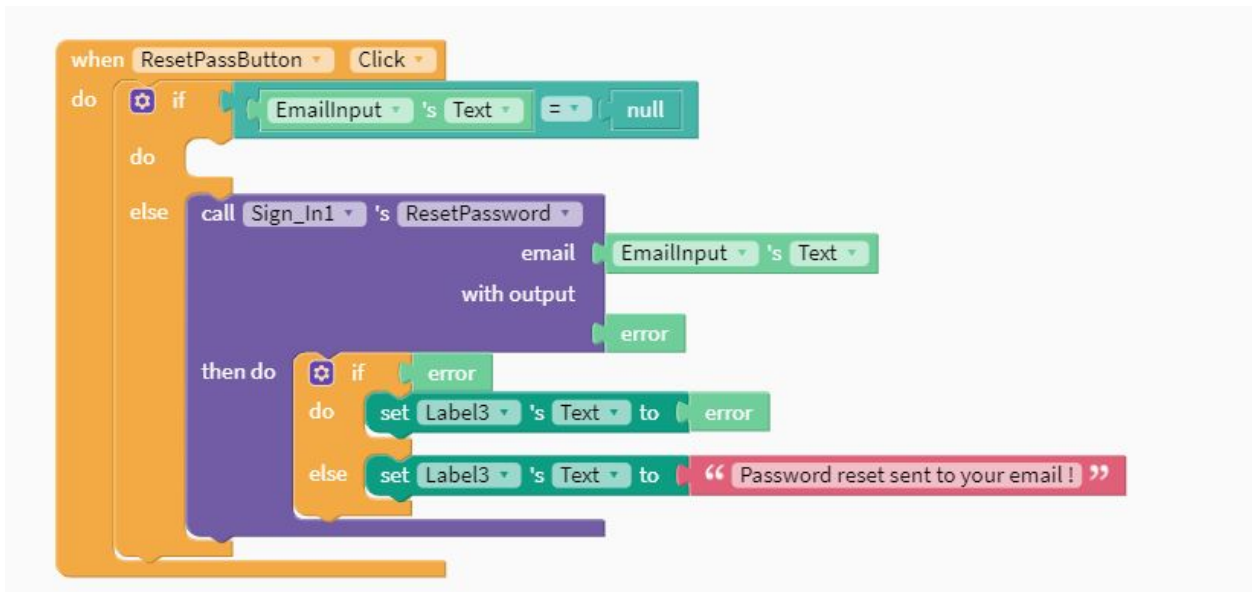 when ResetPassButton Click
do if EmailInput 's Text = null
do
else call Sign_In1 's ResetPassword
email EmailInput 's Text
with output
error
then do if error
do set Label3 's Text to error
else set Label3 's Text to “ Password reset sent to your email ! ”